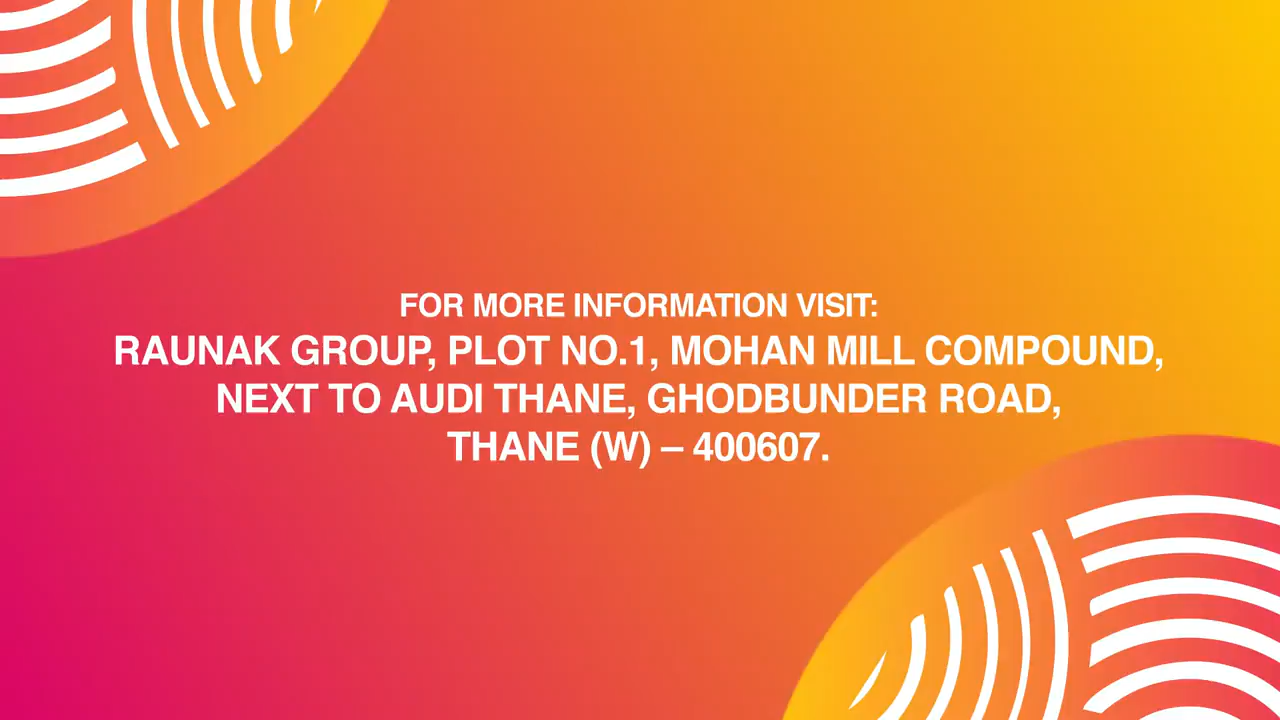 FOR MORE INFORMATION VISIT:
RAUNAK GROUP, PLOT NO.1, MOHAN MILL COMPOUND,
NEXT TO AUDI THANE, GHODBUNDER ROAD,
THANE (W) – 400607.